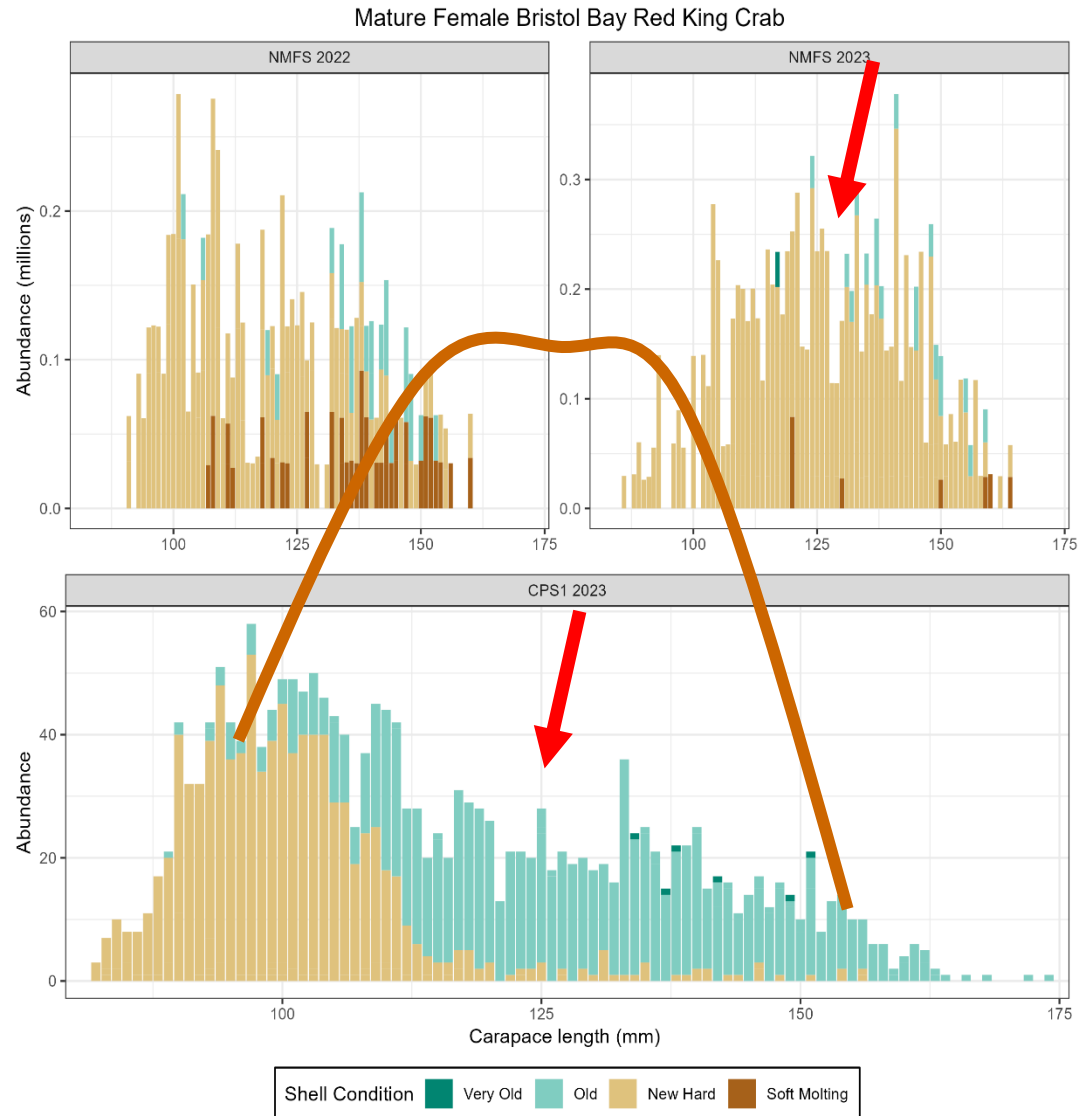 Mature Female Bristol Bay Red King Crab
NMFS 2022
NMFS 2023
Abundance (millions)
0.2
0.1
0.0
100
125
150
175
0.3
0.2
0.1
0.0
100
125
150
175
CPS1 2023
Abundance
60
40
20
0
100
125
150
175
Carapace length (mm)
Shell Condition
Very Old
Old
New Hard
Soft Molting